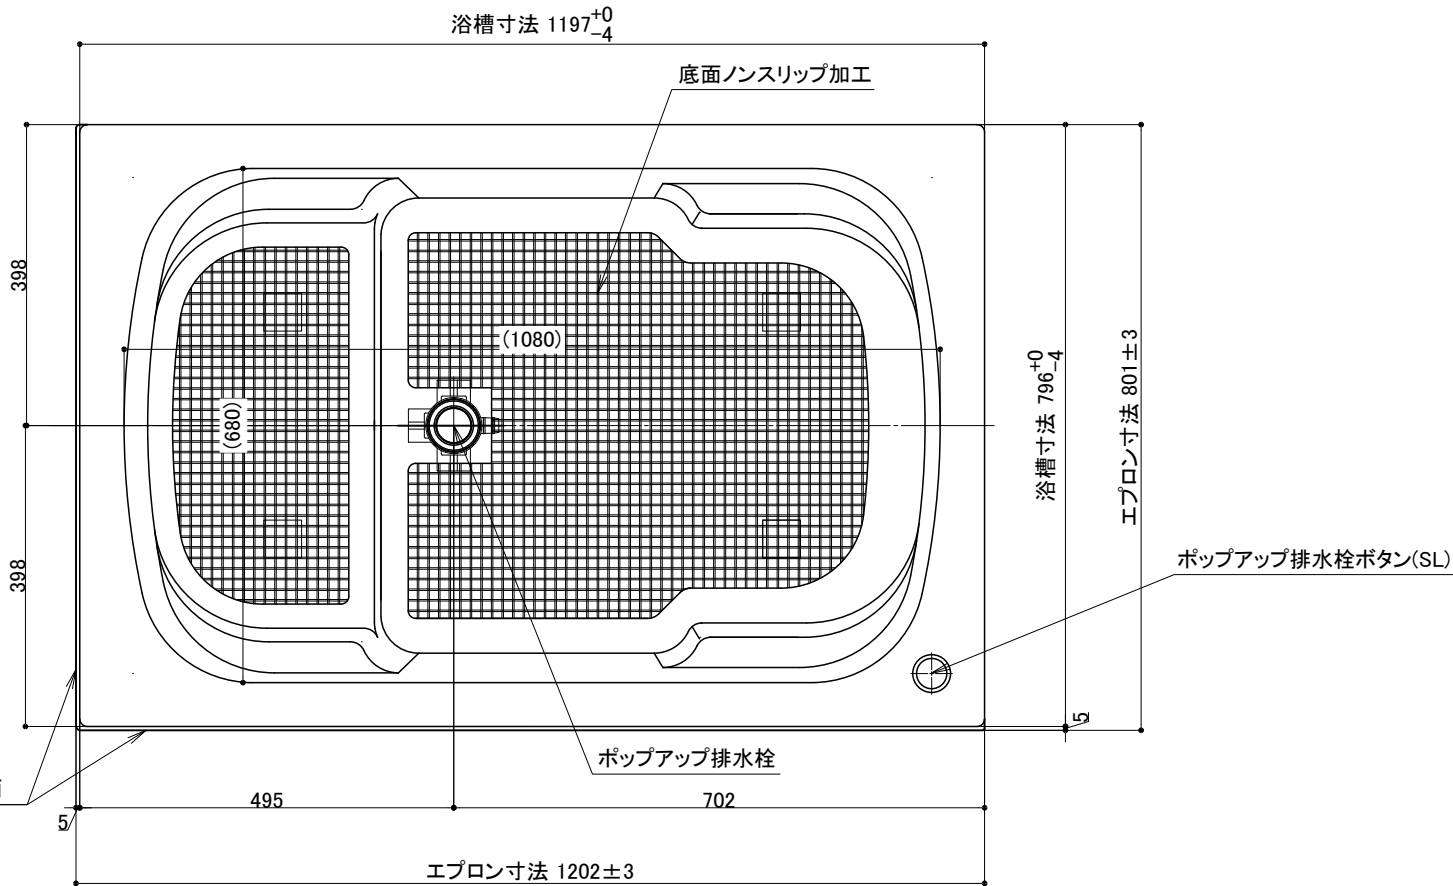 浴槽寸法 1197 +0 -4
底面ノンスリップ加工
398
(1080)
(680)
浴槽寸法 796 +0 -4
エプロン寸法 801±3
398
ポップアップ排水栓ボタン(SL)
5
ポップアップ排水栓
495
702
5
エプロン寸法 1202±3